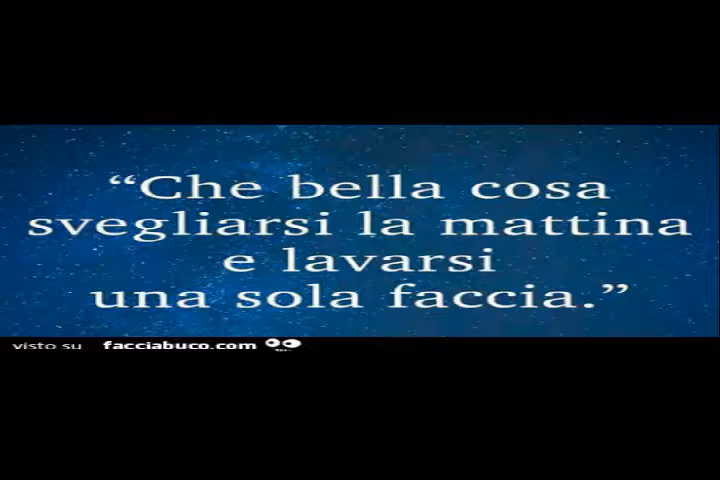 “Che bella cosa
svegliarsi la mattina
e lavarsi
una sola faccia.”
visto su facciabuco.com